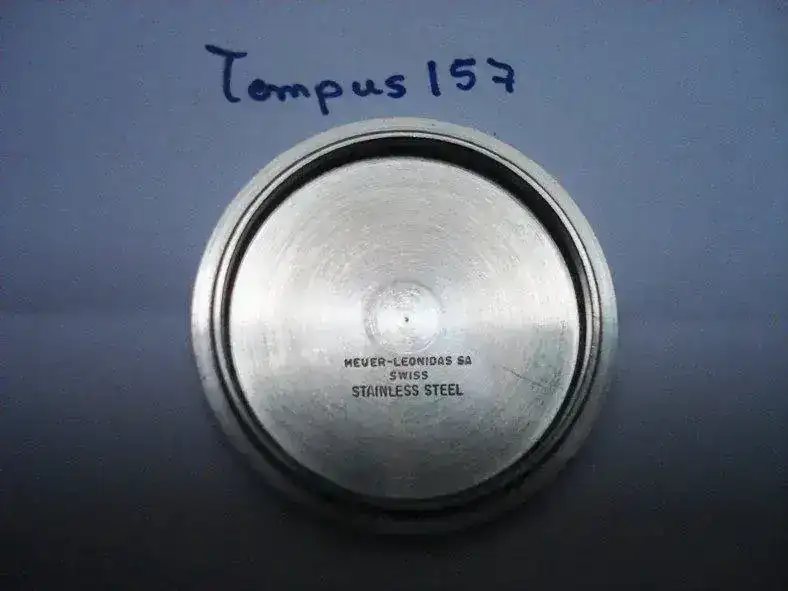 Tempus 157
HEUER-LEONIDAS SA
SWISS
STAINLESS STEEL